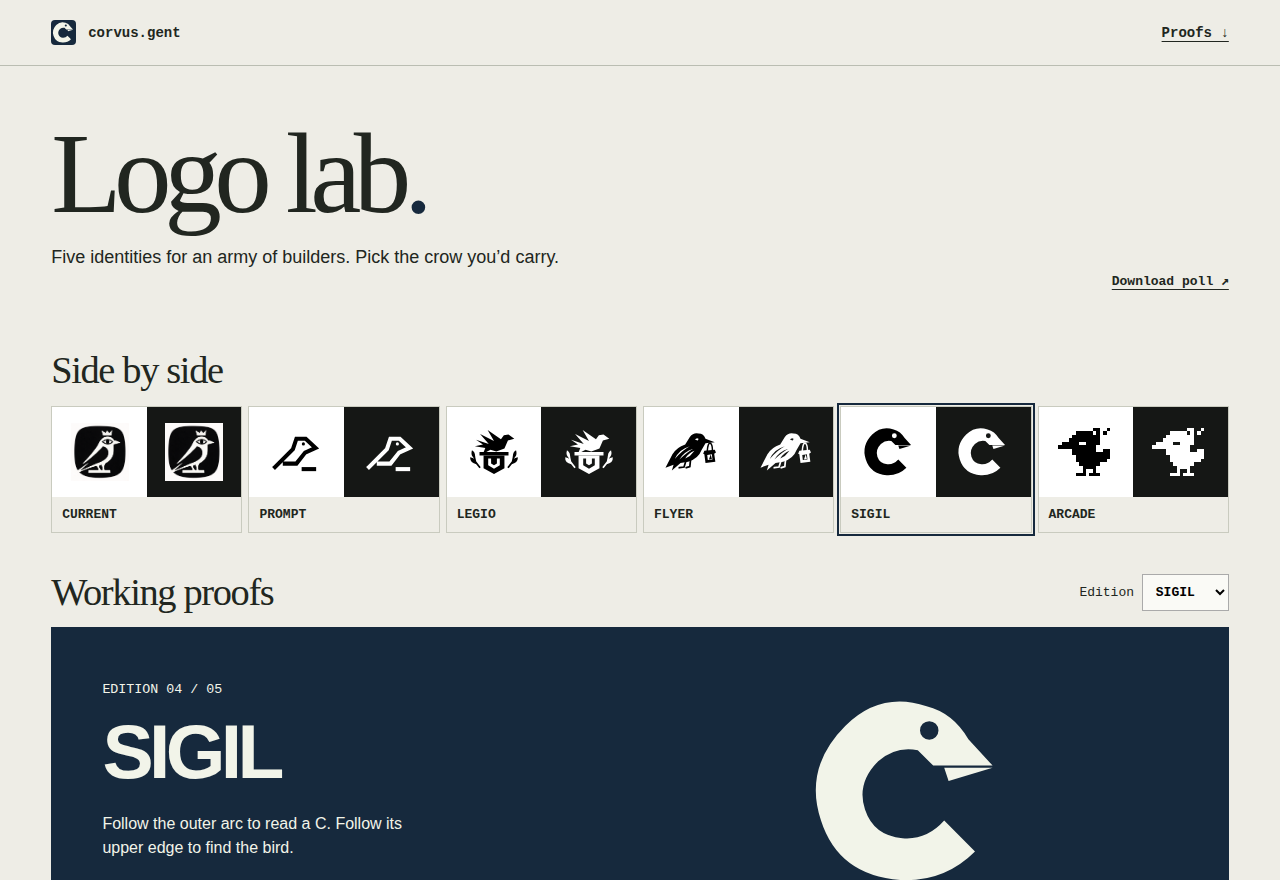 corvus.gent
Proofs ↓
Logo lab.
Five identities for an army of builders. Pick the crow you’d carry.
Download poll ↗
Side by side
CURRENT
PROMPT
LEGIO
FLYER
SIGIL
ARCADE
Working proofs
Edition
SIGIL
EDITION 04 / 05
SIGIL
Follow the outer arc to read a C. Follow its
upper edge to find the bird.